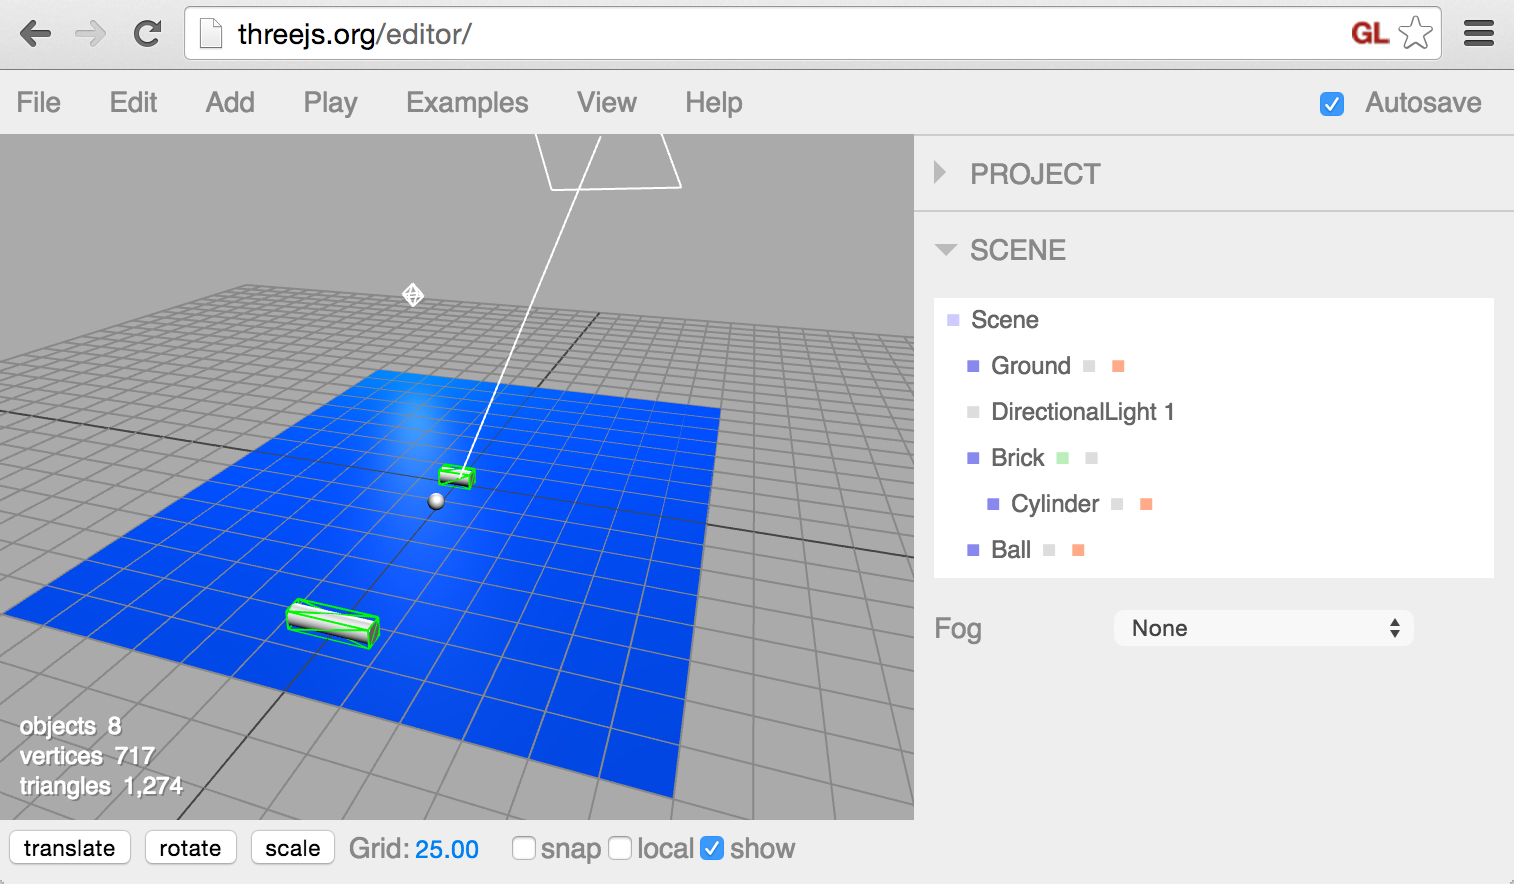 threejs.org/editor/ GL
File Edit Add Play Examples View Help Autosave
PROJECT
SCENE
Scene
Ground
DirectionalLight 1
Brick
Cylinder
Ball
Fog None
objects 8
vertices 717
triangles 1,274
translate rotate scale Grid: 25.00 snap local show